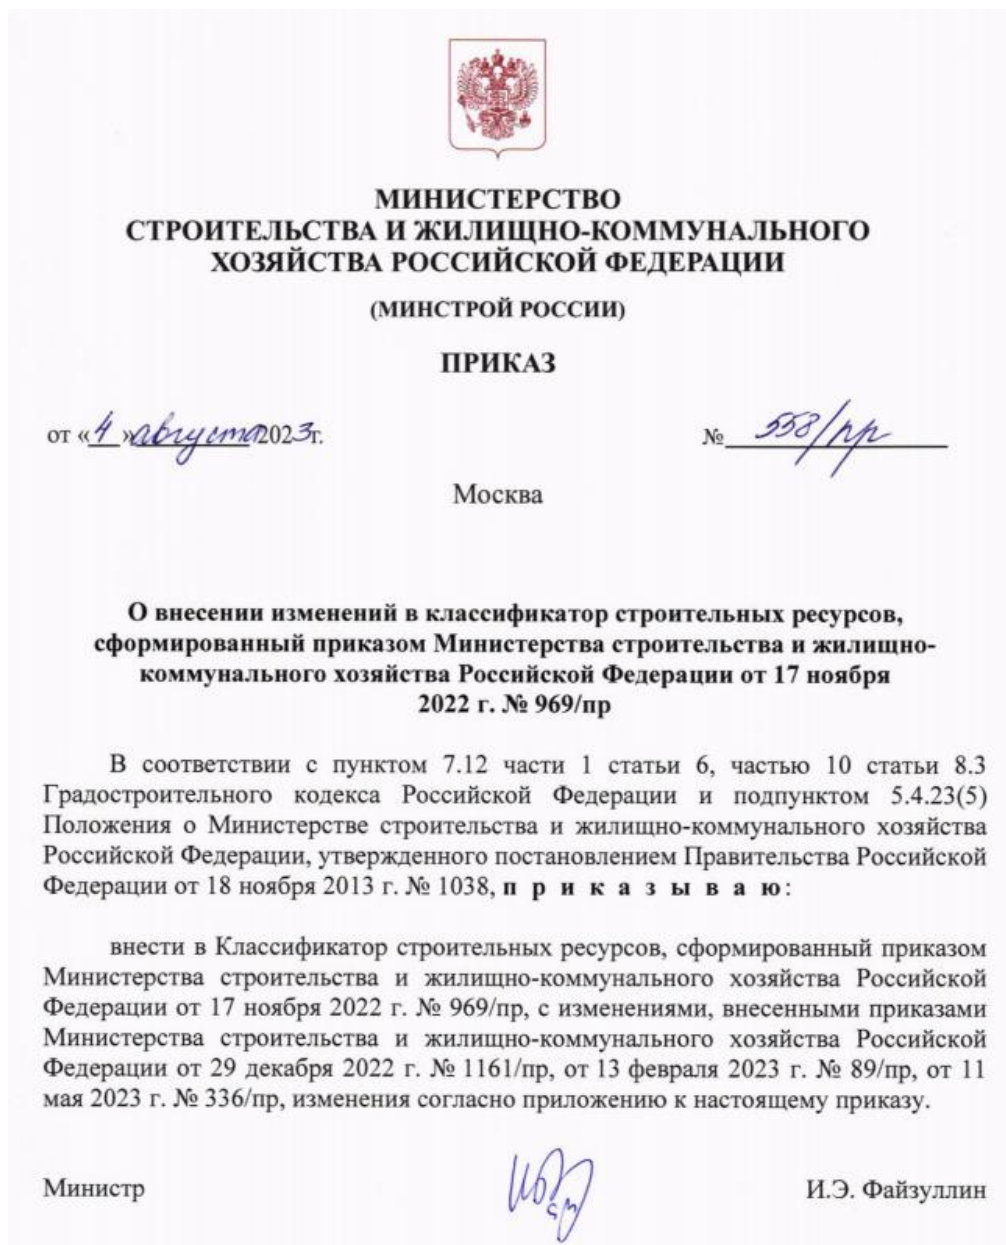 МИНИСТЕРСТВО
СТРОИТЕЛЬСТВА И ЖИЛИЩНО-КОММУНАЛЬНОГО
ХОЗЯЙСТВА РОССИЙСКОЙ ФЕДЕРАЦИИ
(МИНСТРОЙ РОССИИ)
ПРИКАЗ
от «4» августа 2023г. № 558/пр
Москва
О внесении изменений в классификатор строительных ресурсов,
сформированный приказом Министерства строительства и жилищно-
коммунального хозяйства Российской Федерации от 17 ноября
2022 г. № 969/пр
В соответствии с пунктом 7.12 части 1 статьи 6, частью 10 статьи 8.3
Градостроительного кодекса Российской Федерации и подпунктом 5.4.23(5)
Положения о Министерстве строительства и жилищно-коммунального хозяйства
Российской Федерации, утвержденного постановлением Правительства Российской
Федерации от 18 ноября 2013 г. № 1038, п р и к а з ы в а ю:
внести в Классификатор строительных ресурсов, сформированный приказом
Министерства строительства и жилищно-коммунального хозяйства Российской
Федерации от 17 ноября 2022 г. № 969/пр, с изменениями, внесенными приказами
Министерства строительства и жилищно-коммунального хозяйства Российской
Федерации от 29 декабря 2022 г. № 1161/пр, от 13 февраля 2023 г. № 89/пр, от 11
мая 2023 г. № 336/пр, изменения согласно приложению к настоящему приказу.
Министр И.Э. Файзуллин